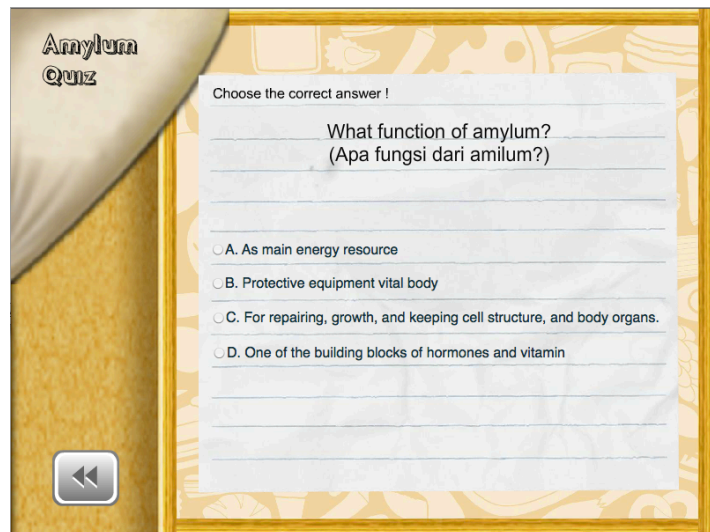 Amylum
Quiz
Choose the correct answer !
What function of amylum?
(Apa fungsi dari amilum?)
A. As main energy resource
B. Protective equipment vital body
C. For repairing, growth, and keeping cell structure, and body organs.
D. One of the building blocks of hormones and vitamin